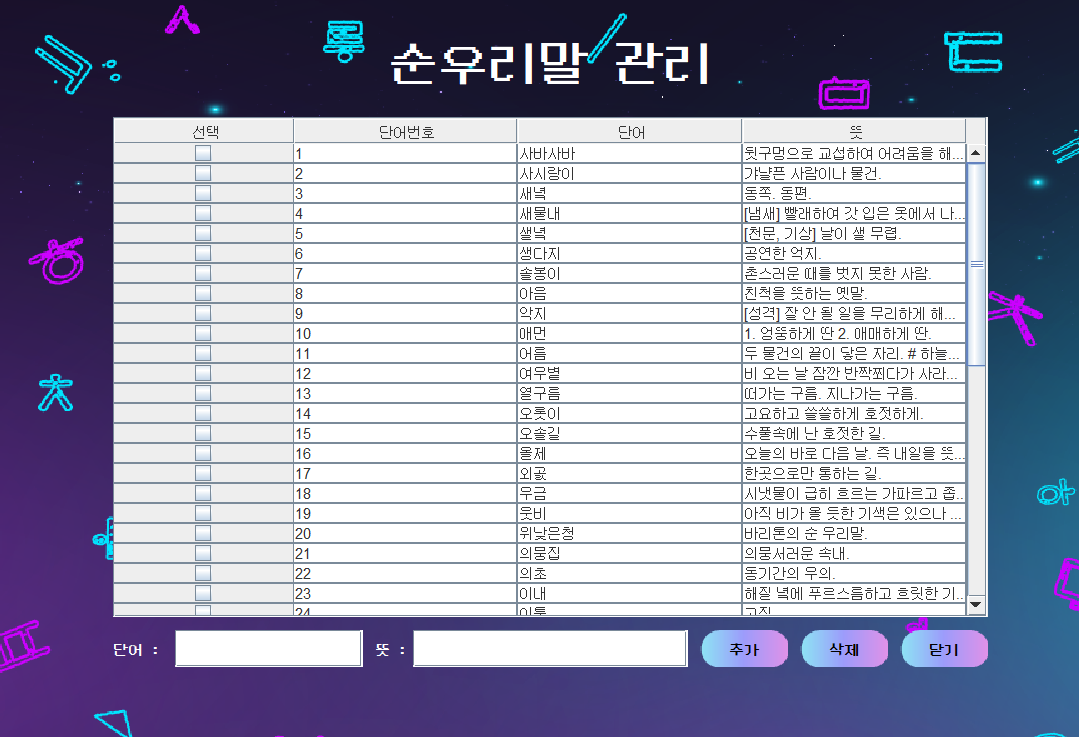 순우리말 관리
선택 단어번호 단어 뜻
1 사바사바 뒷구멍으로 교섭하여 어려움을 해...
2 사시랑이 갸냘픈 사람이나 물건.
3 새녘 동쪽. 동편.
4 새물내 [냄새] 빨래하여 갓 입은 옷에서 나...
5 샐녘 [천문, 기상] 날이 샐 무렵.
6 생다지 공연한 억지.
7 솔봉이 촌스러운 때를 벗지 못한 사람.
8 아음 친척을 뜻하는 옛말.
9 악지 [성격] 잘 안 될 일을 무리하게 해...
10 애먼 1. 엉뚱하게 딴 2. 애매하게 딴.
11 어름 두 물건의 끝이 닿은 자리. # 하늘...
12 여우별 비 오는 날 잠깐 반짝쬐다가 사라...
13 열구름 떠가는 구름. 지나가는 구름.
14 오롯이 고요하고 쓸쓸하게 호젓하게.
15 오솔길 수풀속에 난 호젓한 길.
16 올제 오늘의 바로 다음 날. 즉 내일을 뜻...
17 외곬 한곳으로만 통하는 길.
18 우금 시냇물이 급히 흐르는 가파르고 좁...
19 웃비 아직 비가 올 듯한 기색은 있으나 ...
20 위낮은청 바리톤의 순 우리말.
21 의뭉집 의뭉서러운 속내.
22 의초 동기간의 우의.
23 이내 해질 녘에 푸르스름하고 흐릿한 기...
24
단어 : 뜻 : 추가 삭제 닫기